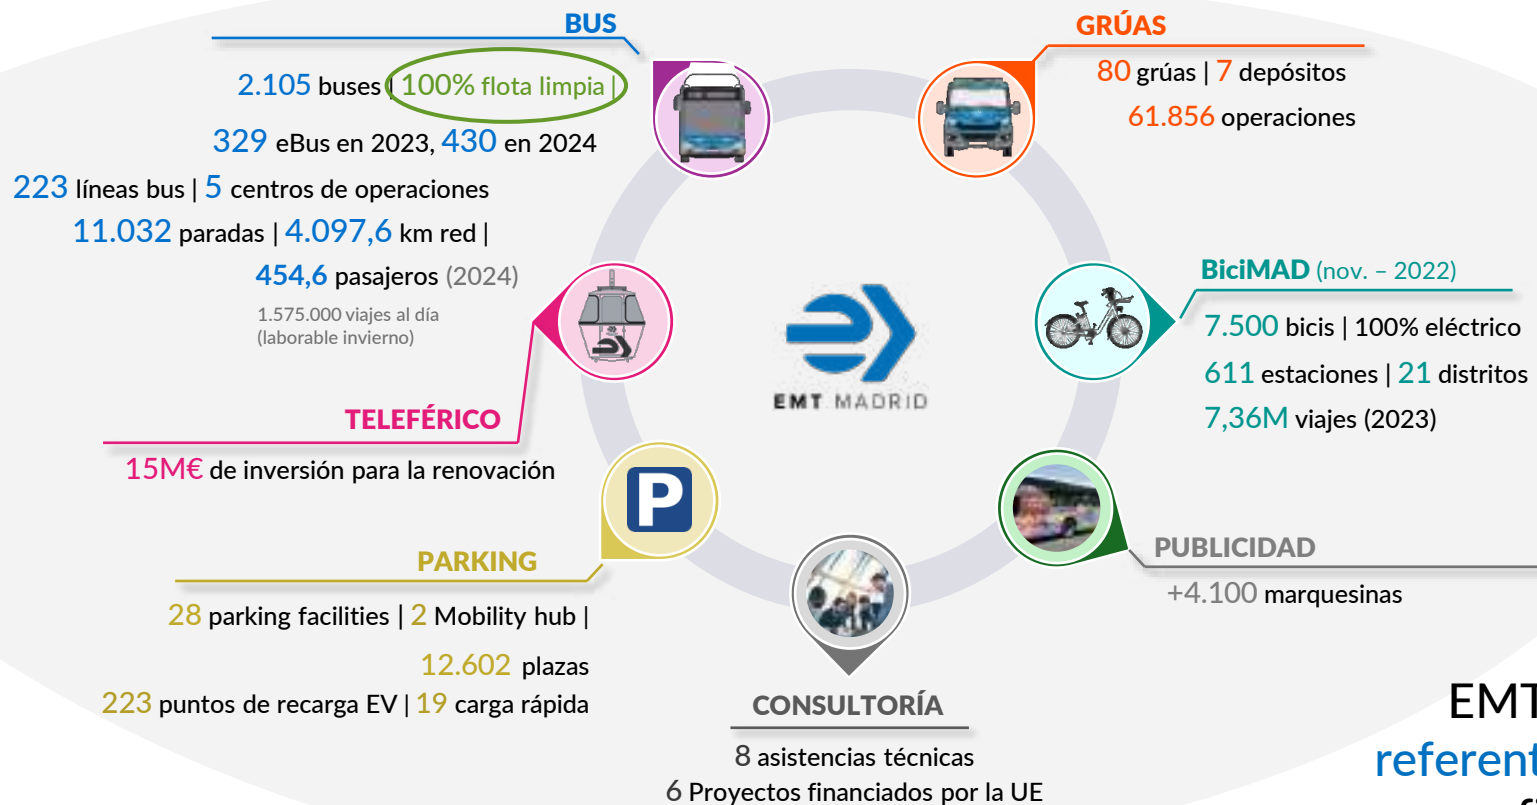 BUS
2.105 buses | 100% flota limpia |
329 eBus en 2023, 430 en 2024
223 líneas bus | 5 centros de operaciones
11.032 paradas | 4.097,6 km red |
454,6 pasajeros (2024)
1.575.000 viajes al día
(laborable invierno)
GRÚAS
80 grúas | 7 depósitos
61.856 operaciones
BiciMAD (nov. – 2022)
7.500 bicis | 100% eléctrico
611 estaciones | 21 distritos
7,36M viajes (2023)
EMT MADRID
TELEFÉRICO
15M€ de inversión para la renovación
P
PARKING
28 parking facilities | 2 Mobility hub |
12.602 plazas
223 puntos de recarga EV | 19 carga rápida
PUBLICIDAD
+4.100 marquesinas
CONSULTORÍA
8 asistencias técnicas
6 Proyectos financiados por la UE
EMT
referent